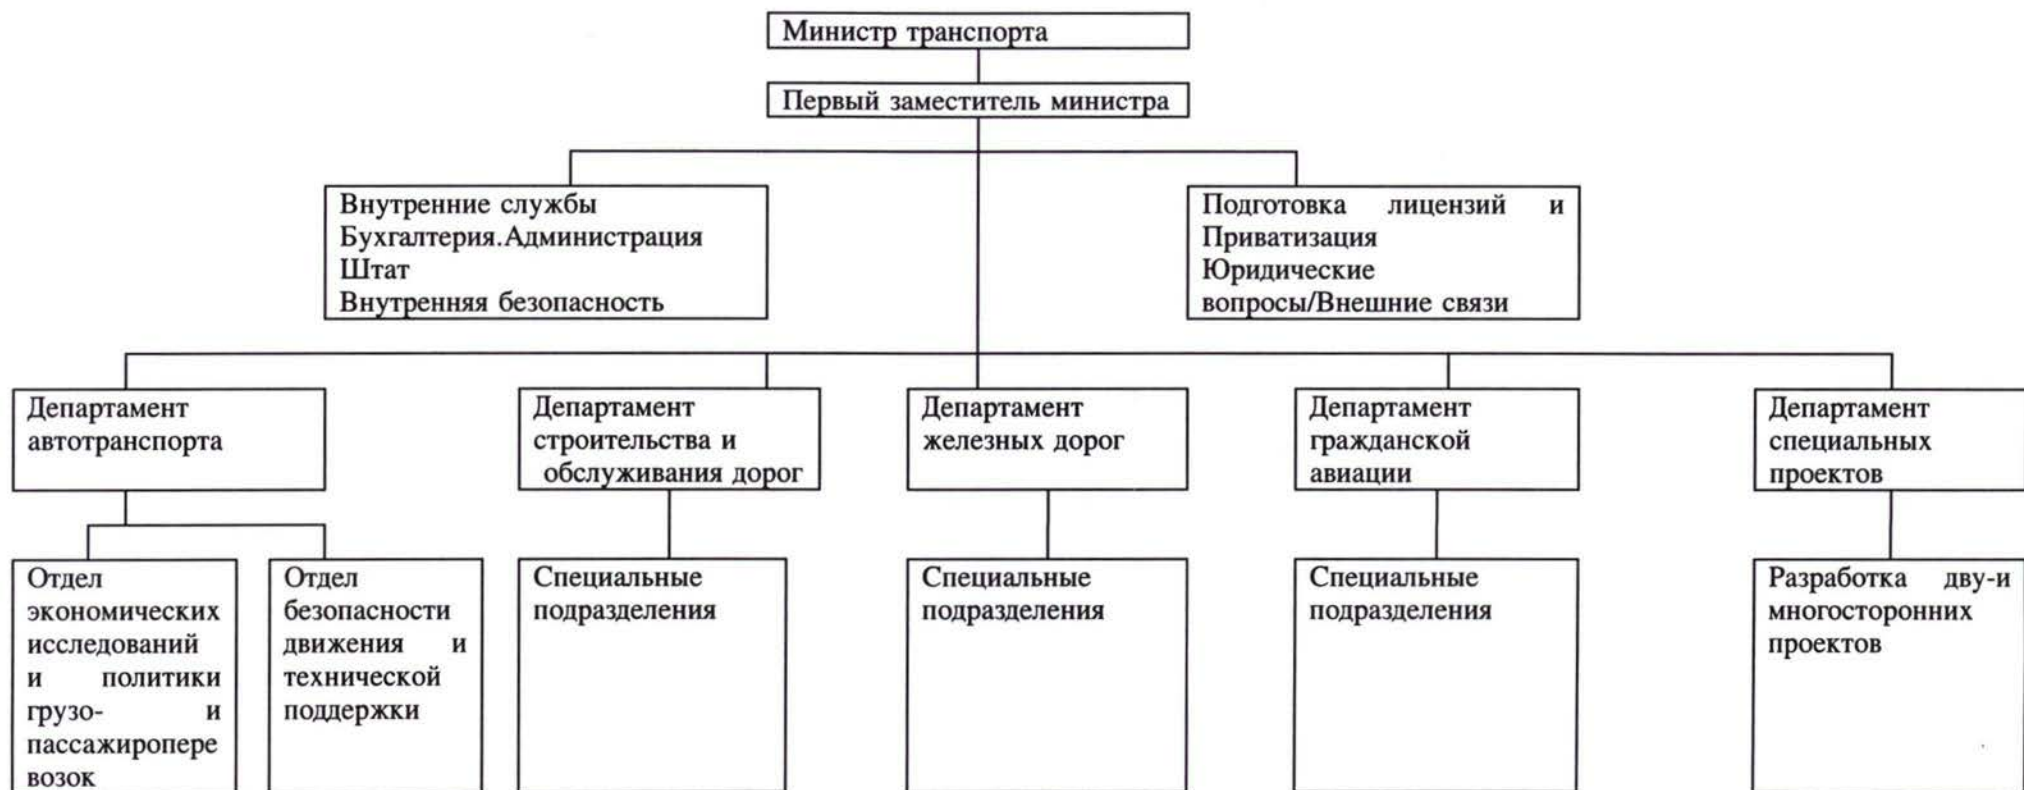 Министр транспорта
Первый заместитель министра
Внутренние службы
Бухгалтерия.Администрация
Штат
Внутренняя безопасность
Подготовка лицензий и
Приватизация
Юридические
вопросы/Внешние связи
Департамент
автотранспорта
Департамент
строительства и
обслуживания дорог
Департамент
железных дорог
Департамент
гражданской
авиации
Департамент
специальных
проектов
Отдел
экономических
исследований
и политики
грузо- и
пассажиропере
возок
Отдел
безопасности
движения и
технической
поддержки
Специальные
подразделения
Специальные
подразделения
Специальные
подразделения
Разработка дву-и
многосторонних
проектов